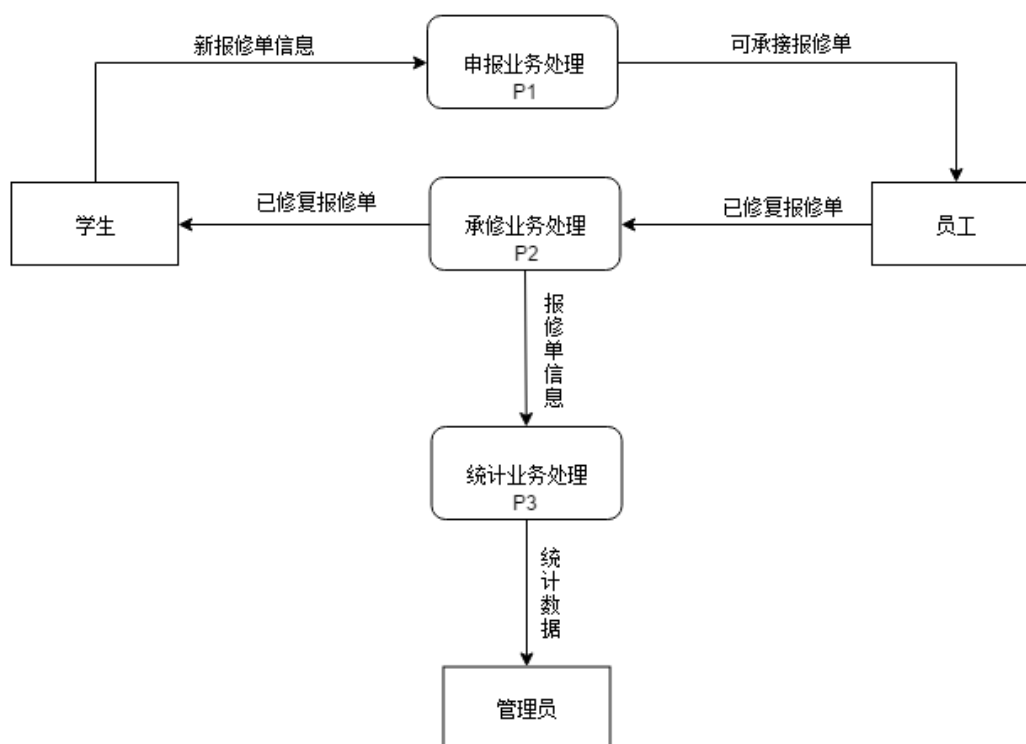 新报修单信息
申报业务处理
P1
可承接报修单
学生
已修复报修单
承修业务处理
P2
已修复报修单
员工
报修单信息
统计业务处理
P3
统计数据
管理员